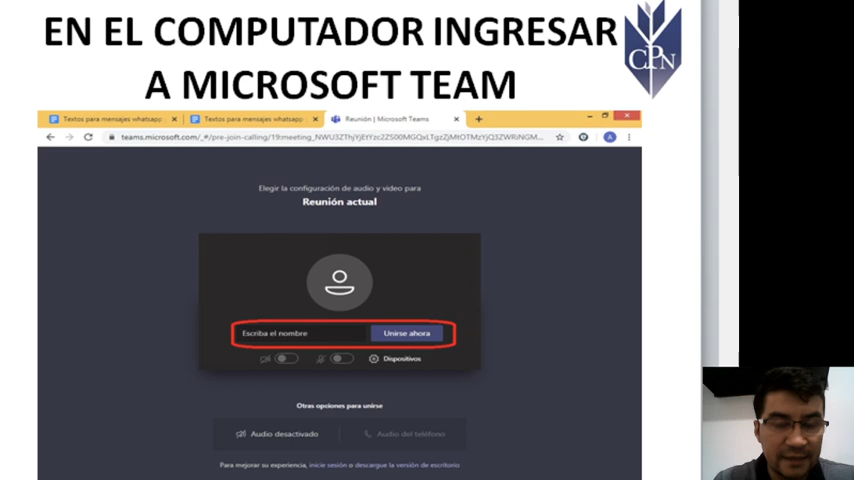 EN EL COMPUTADOR INGRESAR
A MICROSOFT TEAM
CPN
Textos para mensajes whatsapp
Textos para mensajes whatsapp
Reunión | Microsoft Teams
Elegir la configuración de audio y video para
Reunión actual
Escriba el nombre
Unirse ahora
Dispositivos
Otras opciones para unirse
Audio desactivado
Audio del teléfono
Para mejorar su experiencia, inicie sesión o descargue la versión de escritorio